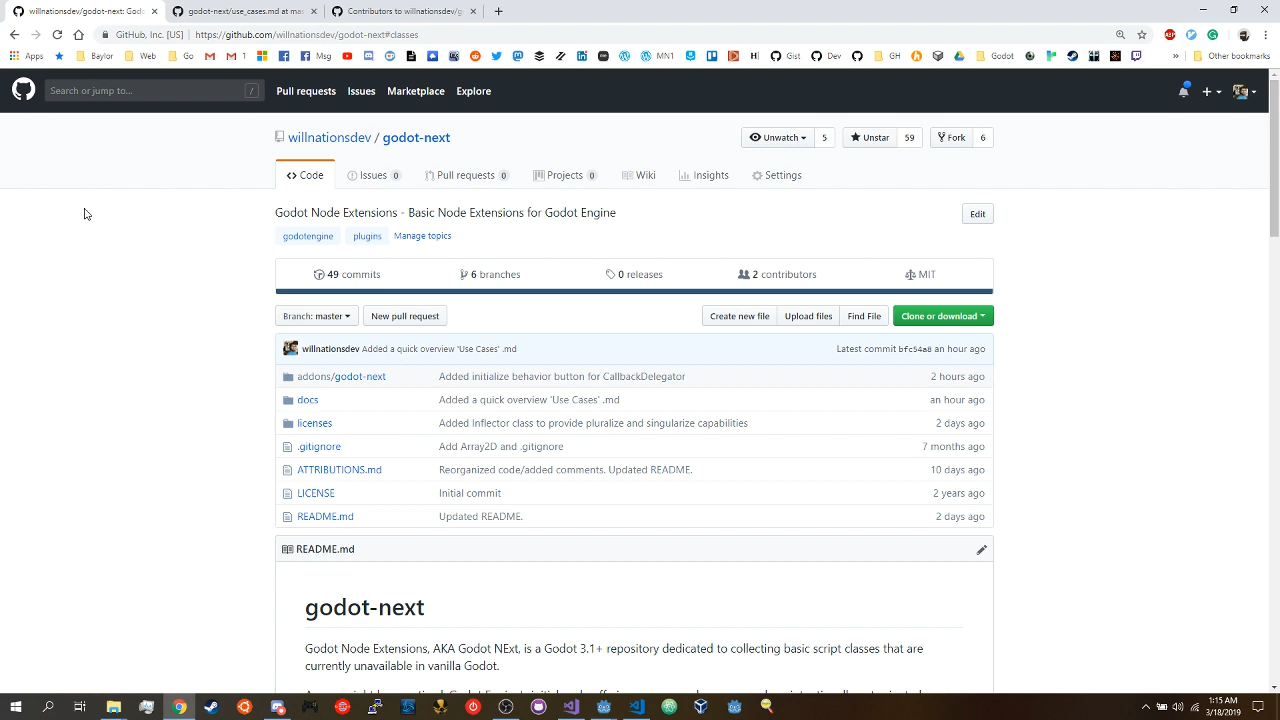 willnationsdev/godot-next: Godo
godot-next/use_cases.md at mas
Contributors to willnationsdev/g
GitHub, Inc. [US]
https://github.com/willnationsdev/godot-next#classes
Apps
Baylor
Web
Go
1
Msg
MN1
Gist
Dev
GH
Godot
»
Other bookmarks
Search or jump to...
/
Pull requests
Issues
Marketplace
Explore
willnationsdev / godot-next
Unwatch
5
Unstar
59
Fork
6
Code
Issues 0
Pull requests 0
Projects 0
Wiki
Insights
Settings
Godot Node Extensions - Basic Node Extensions for Godot Engine
Edit
godotengine
plugins
Manage topics
49 commits
6 branches
0 releases
2 contributors
MIT
Branch: master
New pull request
Create new file
Upload files
Find File
Clone or download
willnationsdev Added a quick overview 'Use Cases' .md
Latest commit bfc54a8 an hour ago
addons/godot-next
Added initialize behavior button for CallbackDelegator
2 hours ago
docs
Added a quick overview 'Use Cases' .md
an hour ago
licenses
Added Inflector class to provide pluralize and singularize capabilities
2 days ago
.gitignore
Add Array2D and .gitignore
7 months ago
ATTRIBUTIONS.md
Reorganized code/added comments. Updated README.
10 days ago
LICENSE
Initial commit
2 years ago
README.md
Updated README.
2 days ago
README.md
godot-next
Godot Node Extensions, AKA Godot NExt, is a Godot 3.1+ repository dedicated to collecting basic script classes that are
currently unavailable in vanilla Godot.
1:15 AM
3/18/2019